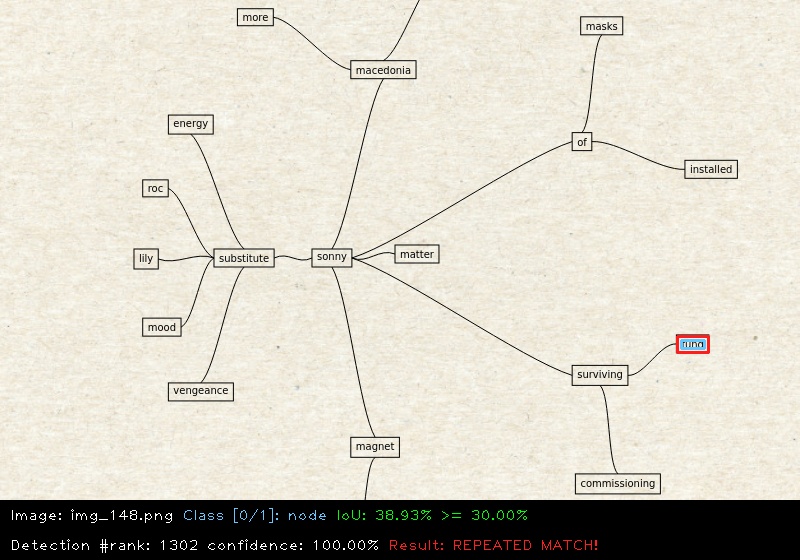 more
masks
macedonia
energy
of
installed
roc
lily
substitute
sonny
matter
mood
rung
surviving
vengeance
magnet
commissioning
Image: img_148.png Class [0/1]: node IoU: 38.93% >= 30.00%
Detection #rank: 1302 confidence: 100.00% Result: REPEATED MATCH!